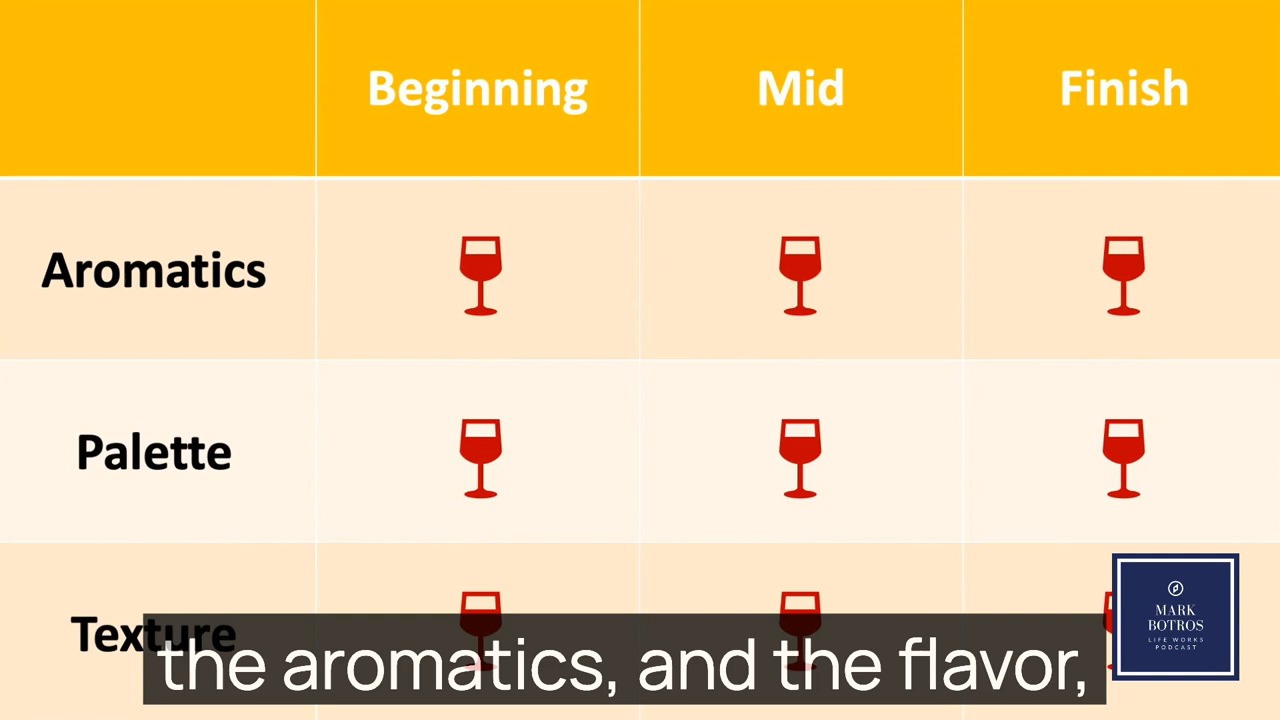 Beginning Mid Finish
Aromatics
Palette
Texture
the aromatics, and the flavor,
MARK
BOTROS
LIFE WORKS
PODCAST